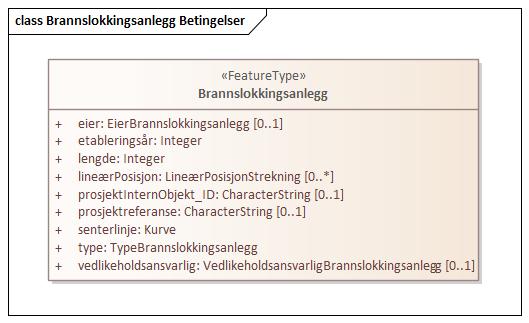 class Brannslokkingsanlegg Betingelser
«FeatureType»
Brannslokkingsanlegg
+ eier: EierBrannslokkingsanlegg [0..1]
+ etableringsår: Integer
+ lengde: Integer
+ lineærPosisjon: LineærPosisjonStrekning [0..*]
+ prosjektInternObjekt_ID: CharacterString [0..1]
+ prosjektreferanse: CharacterString [0..1]
+ senterlinje: Kurve
+ type: TypeBrannslokkingsanlegg
+ vedlikeholdsansvarlig: VedlikeholdsansvarligBrannslokkingsanlegg [0..1]